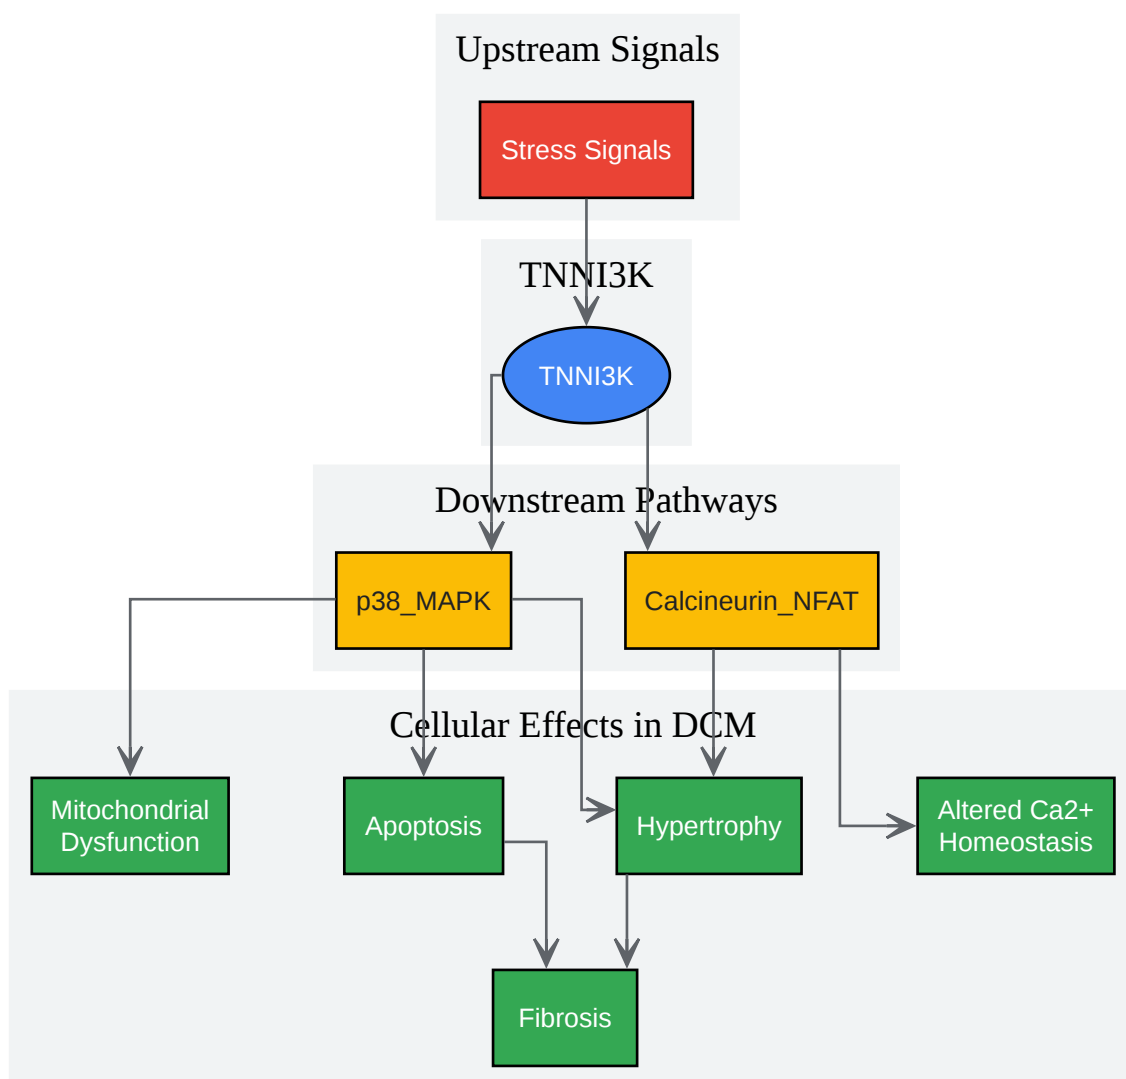 Upstream Signals
Stress Signals
TNNI3K
TNNI3K
Downstream Pathways
p38_MAPK
Calcineurin_NFAT
Cellular Effects in DCM
Mitochondrial
Dysfunction
Apoptosis
Hypertrophy
Altered Ca2+
Homeostasis
Fibrosis